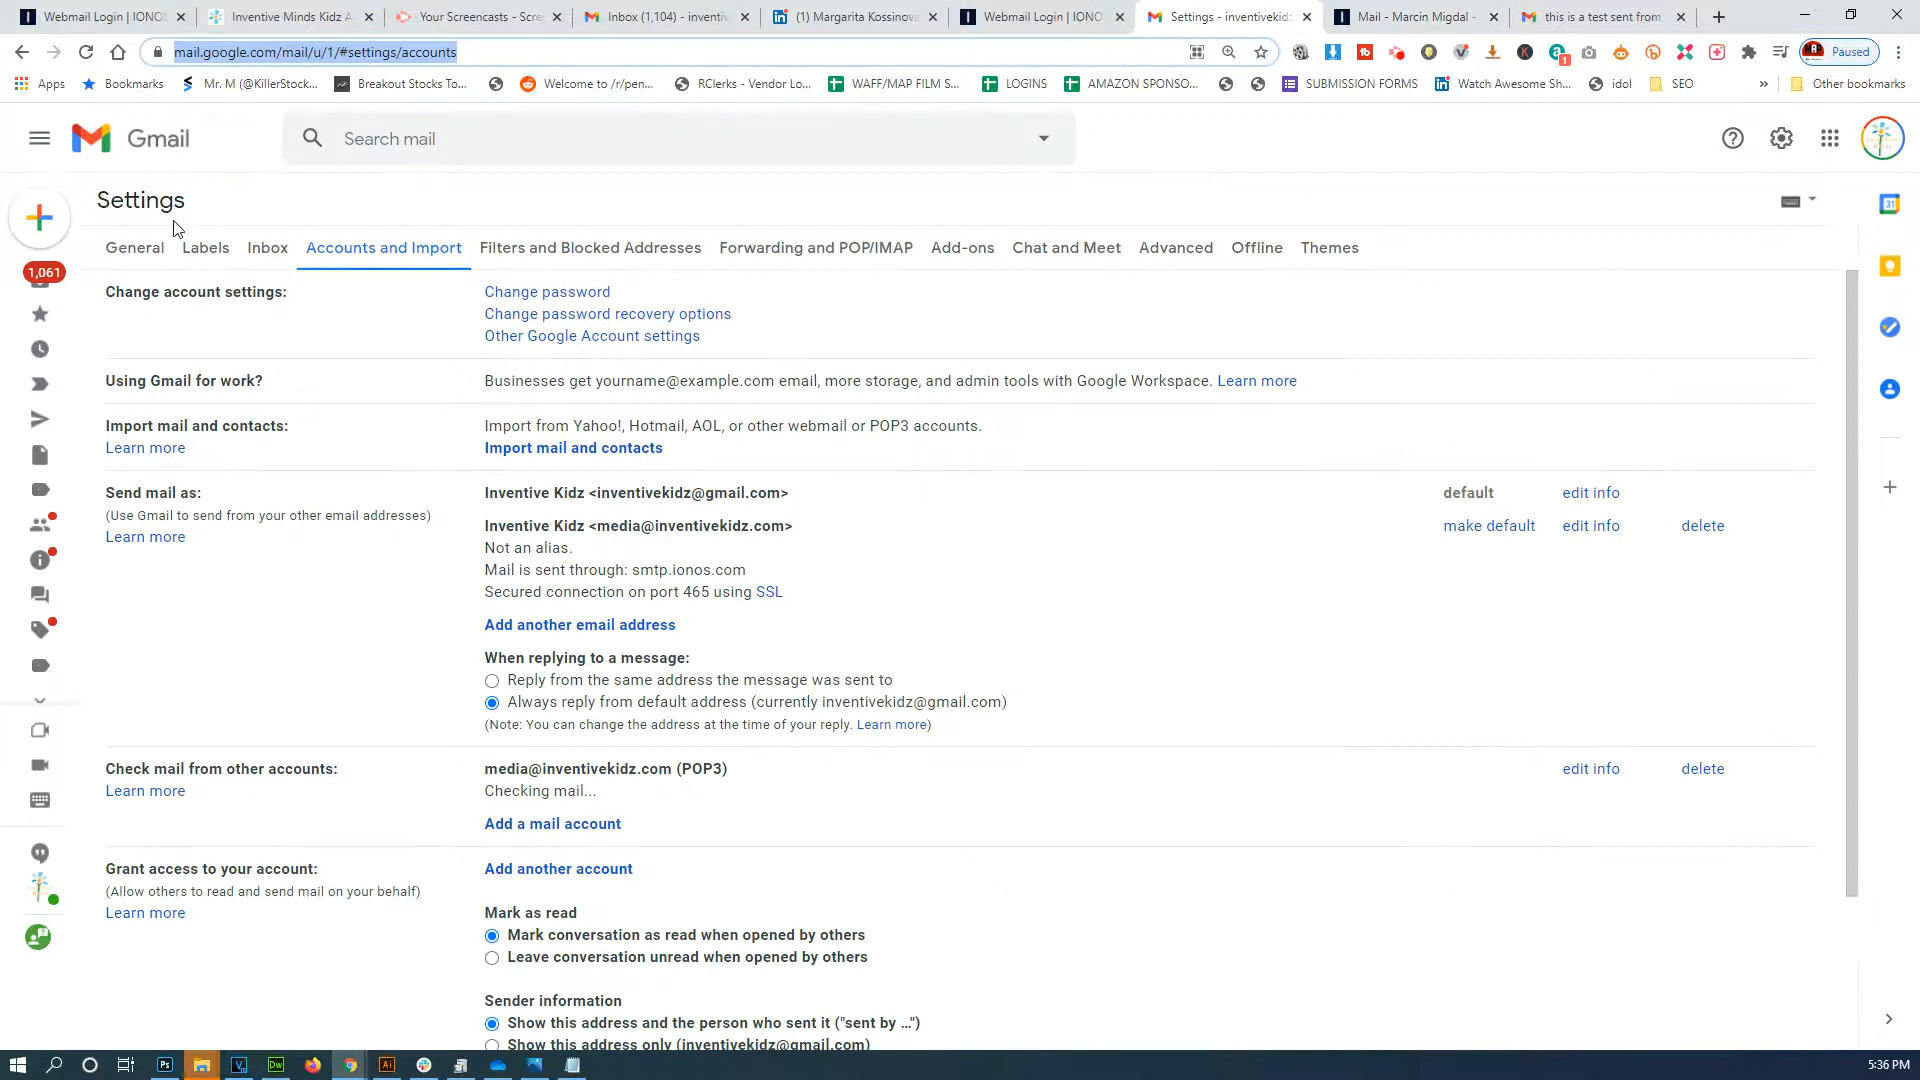 Webmail Login | IONOS
Inventive Minds Kidz A
Your Screencasts - Scre
Inbox (1,104) - inventiv
(1) Margarita Kossinova
Webmail Login | IONO
Settings - inventivekidz
Mail - Marcin Migdal -
this is a test sent from
mail.google.com/mail/u/1/#settings/accounts
1
Paused
Apps
Bookmarks
Mr. M (@KillerStock...
Breakout Stocks To...
Welcome to /r/pen...
RClerks - Vendor Lo...
WAFF/MAP FILM S...
LOGINS
AMAZON SPONSO...
SUBMISSION FORMS
Watch Awesome Sh...
idol
SEO
»
Other bookmarks
Gmail
Search mail
Settings
General Labels Inbox Accounts and Import Filters and Blocked Addresses Forwarding and POP/IMAP Add-ons Chat and Meet Advanced Offline Themes
1,061
31
Change account settings: Change password
Change password recovery options
Other Google Account settings
Using Gmail for work? Businesses get yourname@example.com email, more storage, and admin tools with Google Workspace. Learn more
Import mail and contacts: Import from Yahoo!, Hotmail, AOL, or other webmail or POP3 accounts.
Learn more Import mail and contacts
Send mail as: Inventive Kidz <inventivekidz@gmail.com> default edit info
(Use Gmail to send from your other email addresses)
Learn more
Inventive Kidz <media@inventivekidz.com> make default edit info delete
Not an alias.
Mail is sent through: smtp.ionos.com
Secured connection on port 465 using SSL
Add another email address
When replying to a message:
Reply from the same address the message was sent to
Always reply from default address (currently inventivekidz@gmail.com)
(Note: You can change the address at the time of your reply. Learn more)
Check mail from other accounts: media@inventivekidz.com (POP3) edit info delete
Learn more Checking mail...
Add a mail account
Grant access to your account: Add another account
(Allow others to read and send mail on your behalf)
Learn more
Mark as read
Mark conversation as read when opened by others
Leave conversation unread when opened by others
Sender information
Show this address and the person who sent it ("sent by ...")
Show this address only (inventivekidz@gmail.com)
Ps
Dw
Ai
5:36 PM